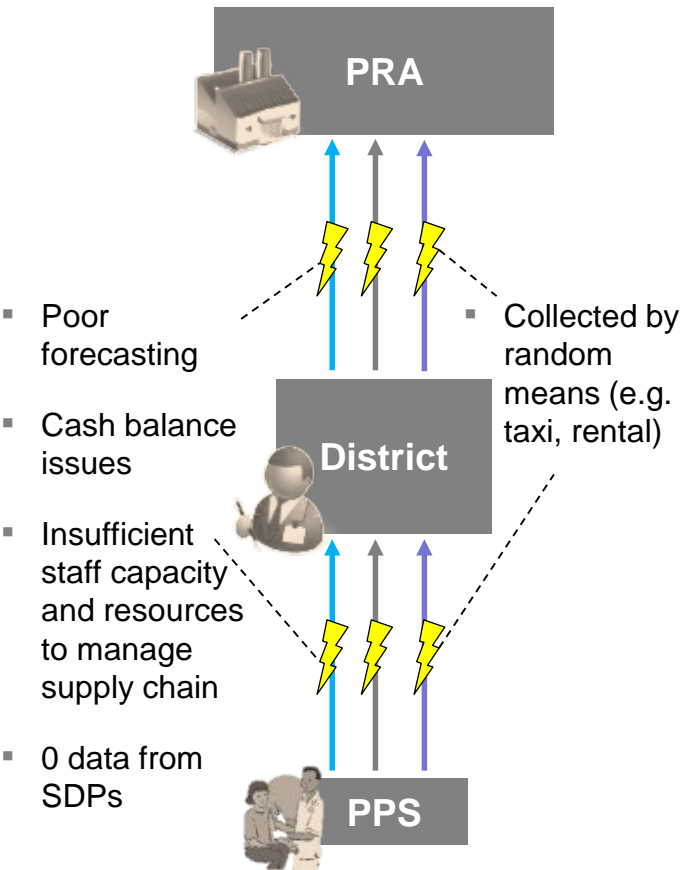 PRA
▪ Poor
forecasting
▪ Cash balance
issues
▪ Insufficient
staff capacity
and resources
to manage
supply chain
▪ 0 data from
SDPs
▪ Collected by
random
means (e.g.
taxi, rental)
District
PPS